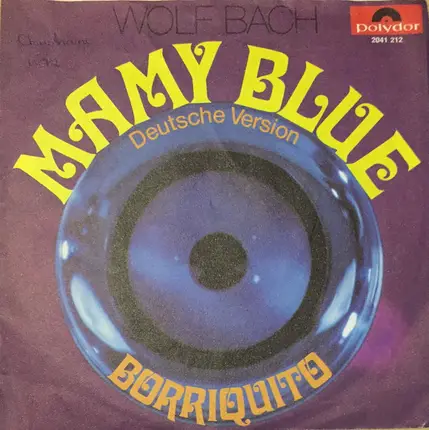 WOLF BACH
polydor
2041 212
MAMY BLUE
Deutsche Version
BORRIQUITO